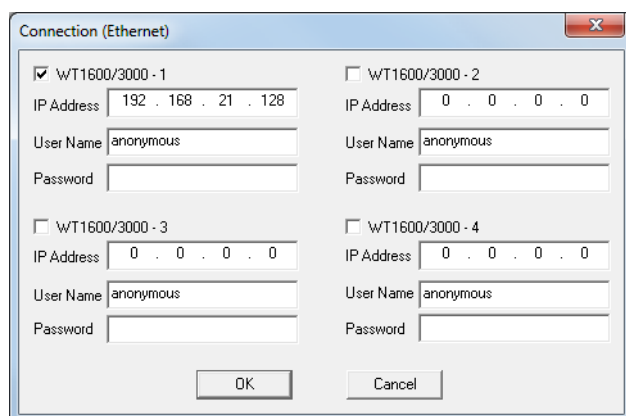 Connection (Ethernet)
WT1600/3000 - 1
IP Address 192 . 168 . 21 . 128
User Name anonymous
Password
WT1600/3000 - 2
IP Address 0 . 0 . 0 . 0
User Name anonymous
Password
WT1600/3000 - 3
IP Address 0 . 0 . 0 . 0
User Name anonymous
Password
WT1600/3000 - 4
IP Address 0 . 0 . 0 . 0
User Name anonymous
Password
OK
Cancel